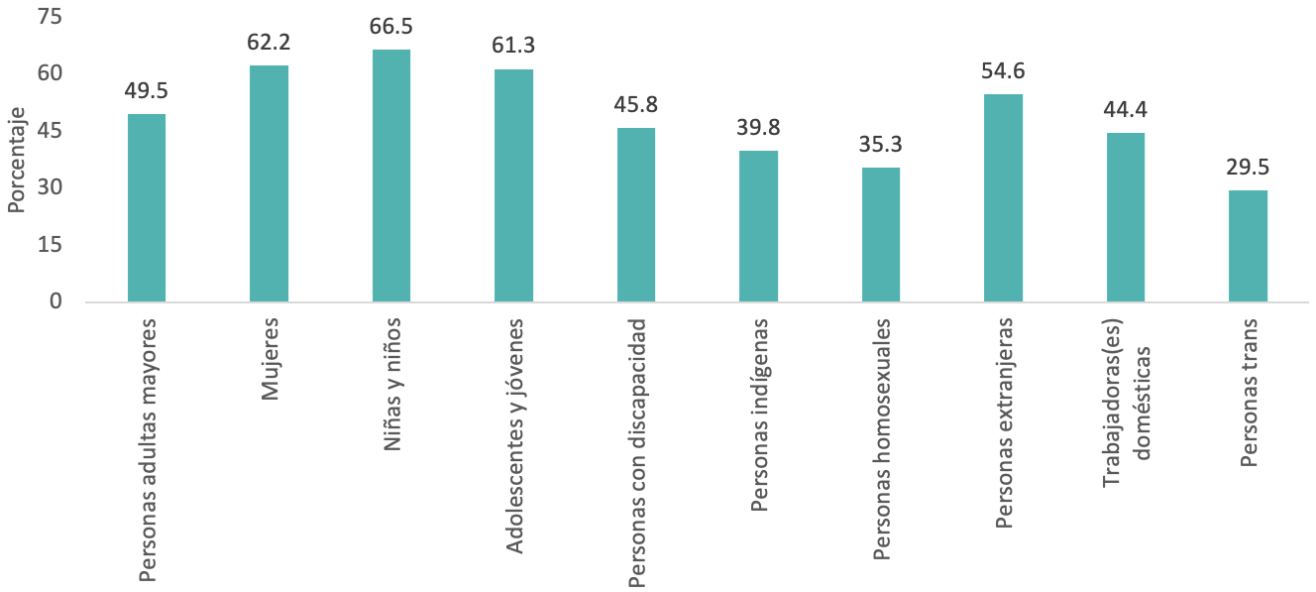 Porcentaje
75
60
45
30
15
0
49.5
62.2
66.5
61.3
45.8
39.8
35.3
54.6
44.4
29.5
Personas adultas mayores
Mujeres
Niñas y niños
Adolescentes y jóvenes
Personas con discapacidad
Personas indígenas
Personas homosexuales
Personas extranjeras
Trabajadoras(es)
domésticas
Personas trans